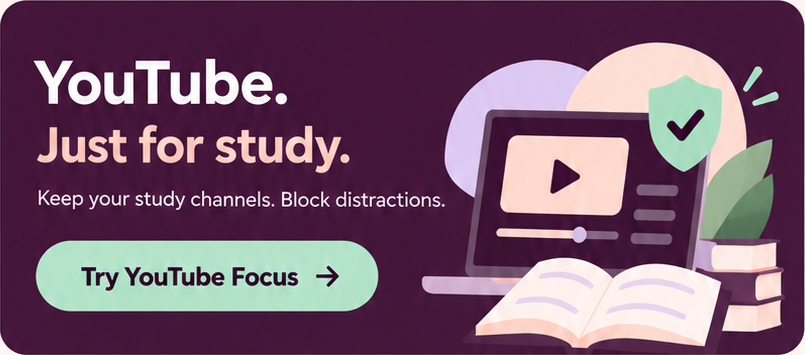 YouTube.
Just for study.
Keep your study channels. Block distractions.
Try YouTube Focus →